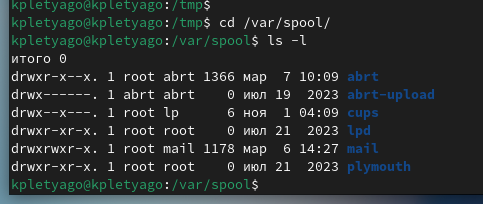 kpletyago@kpletyago:/tmp$
kpletyago@kpletyago:/tmp$ cd /var/spool/
kpletyago@kpletyago:/var/spool$ ls -l
итого 0
drwxr-x--x. 1 root abrt 1366 мар  7 10:09 abrt
drwx------. 1 abrt abrt    0 июл 19  2023 abrt-upload
drwx--x---. 1 root lp      6 ноя  1 04:09 cups
drwxr-xr-x. 1 root root    0 июл 21  2023 lpd
drwxrwxr-x. 1 root mail 1178 мар  6 14:27 mail
drwxr-xr-x. 1 root root    0 июл 21  2023 plymouth
kpletyago@kpletyago:/var/spool$